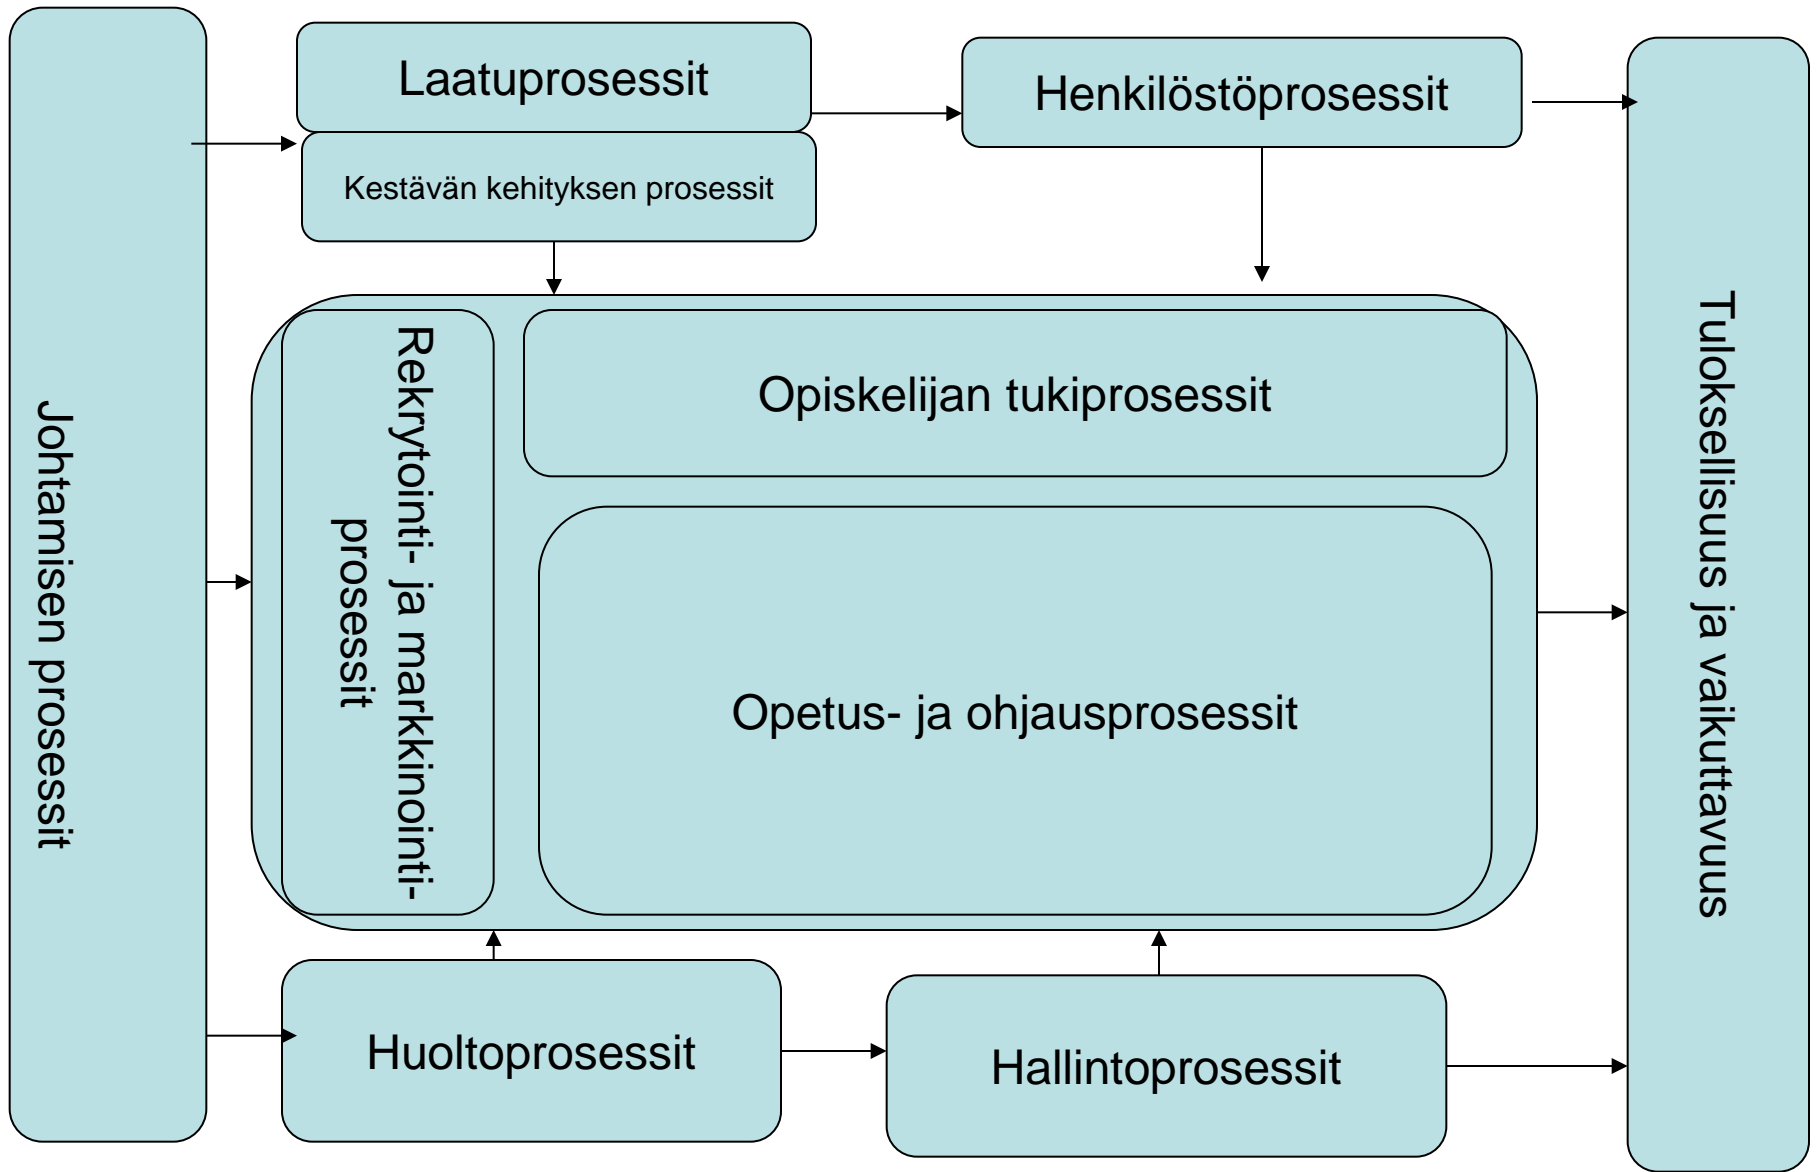 Johtamisen prosessit
Laatuprosessit
Kestävän kehityksen prosessit
Henkilöstöprosessit
Rekrytointi- ja markkinointi-
prosessit
Opiskelijan tukiprosessit
Opetus- ja ohjausprosessit
Huoltoprosessit
Hallintoprosessit
Tuloksellisuus ja vaikuttavuus